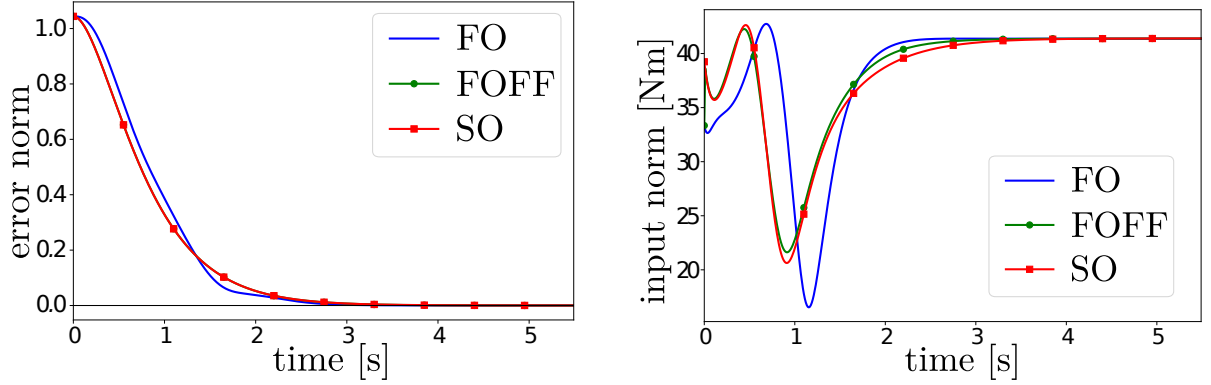 error norm
1.0
0.8
0.6
0.4
0.2
0.0
0 1 2 3 4 5
time [s]
FO
FOFF
SO
input norm [Nm]
40
35
30
25
20
0 1 2 3 4 5
time [s]
FO
FOFF
SO